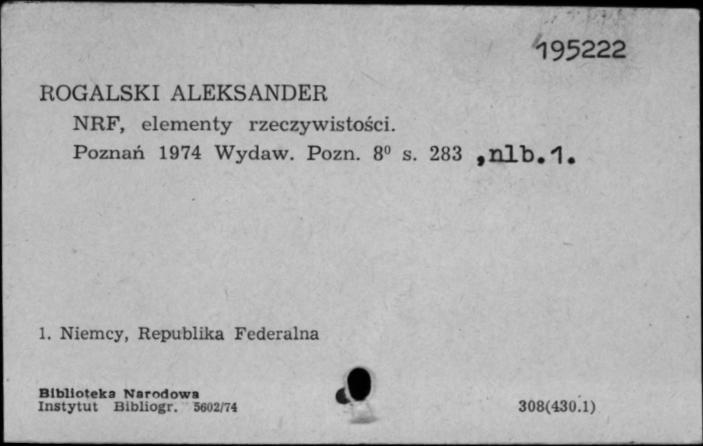 195222
ROGALSKI ALEKSANDER
NRF, elementy rzeczywistości.
Poznań 1974 Wydaw. Pozn. 8⁰ s. 283 ,nlb.1.
1. Niemcy, Republika Federalna
Biblioteka Narodowa
Instytut Bibliogr. 5602/74
308(430.1)